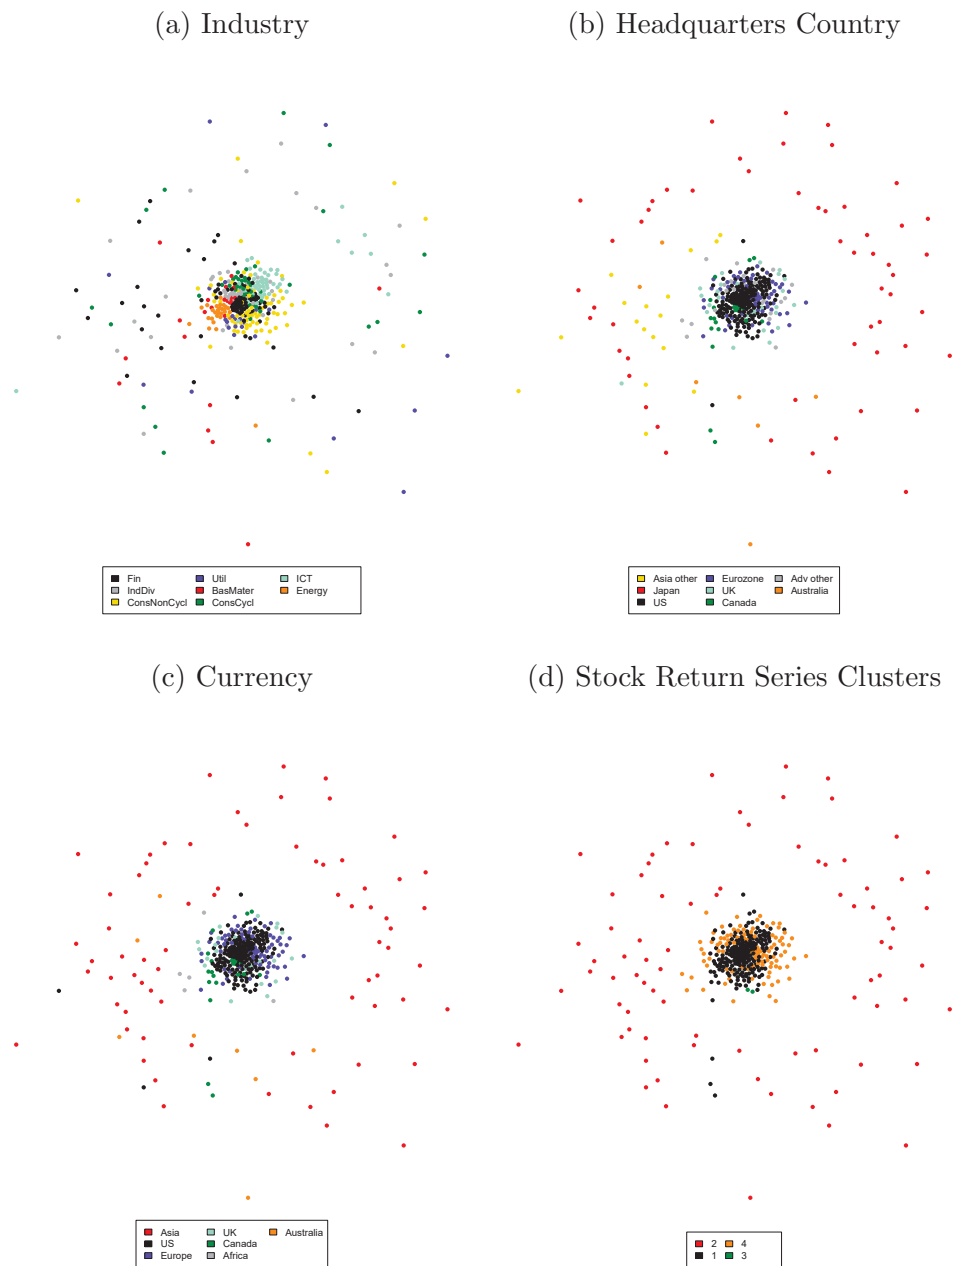 (a) Industry (b) Headquarters Country
Fin Util ICT
IndDiv BasMater Energy
ConsNonCycl ConsCycl
Asia other Eurozone Adv other
Japan UK Australia
US Canada
(c) Currency (d) Stock Return Series Clusters
Asia UK Australia
US Canada
Europe Africa
2 4
1 3